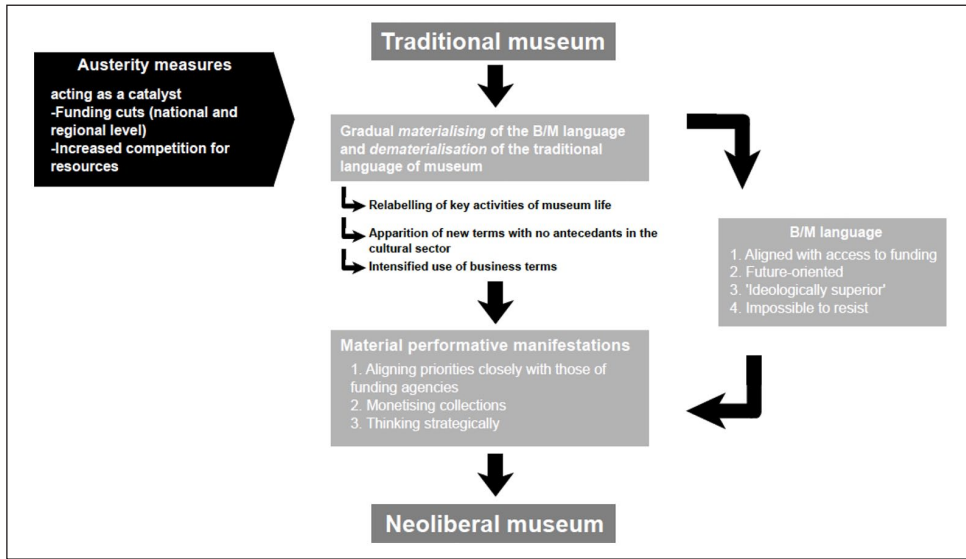 Traditional museum
Austerity measures
acting as a catalyst
-Funding cuts (national and
regional level)
-Increased competition for
resources
Gradual materialising of the B/M language
and dematerialisation of the traditional
language of museum
Relabelling of key activities of museum life
Apparition of new terms with no antecedants in the
cultural sector
Intensified use of business terms
B/M language
1. Aligned with access to funding
2. Future-oriented
3. 'Ideologically superior'
4. Impossible to resist
Material performative manifestations
1. Aligning priorities closely with those of
funding agencies
2. Monetising collections
3. Thinking strategically
Neoliberal museum